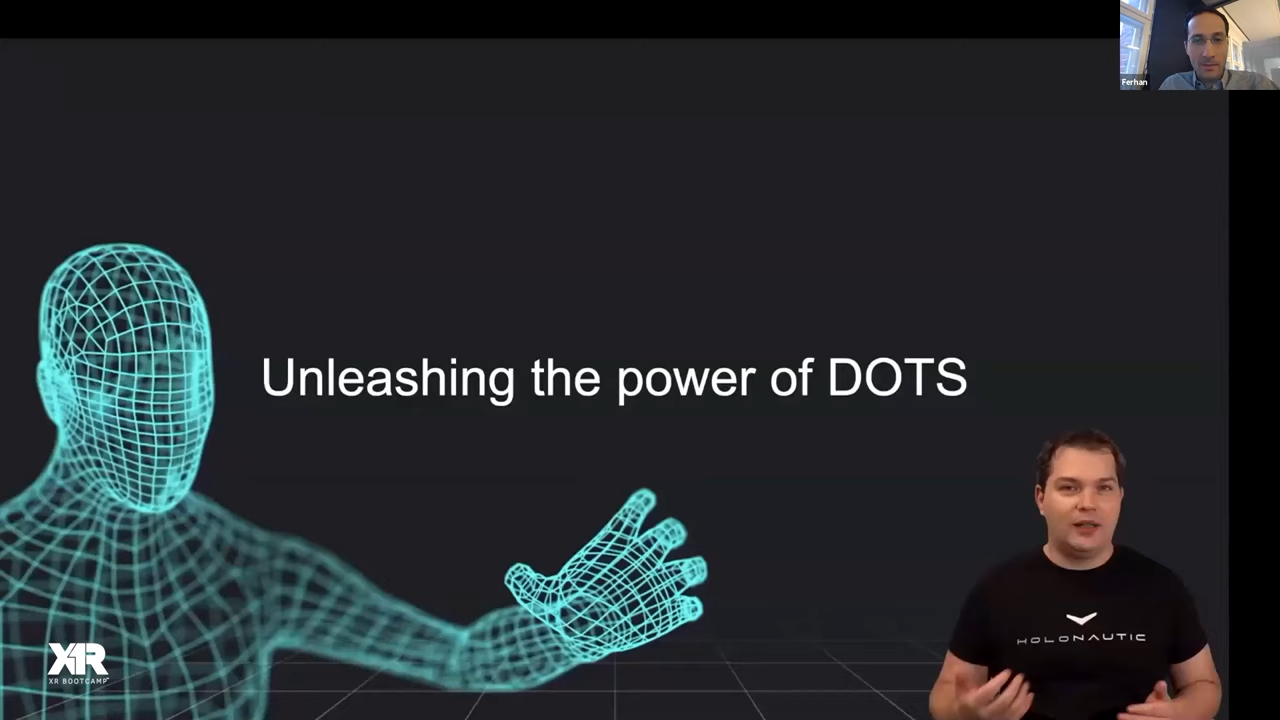 Ferhan
Unleashing the power of DOTS
HOLONAUTIC
XR
XR BOOTCAMP